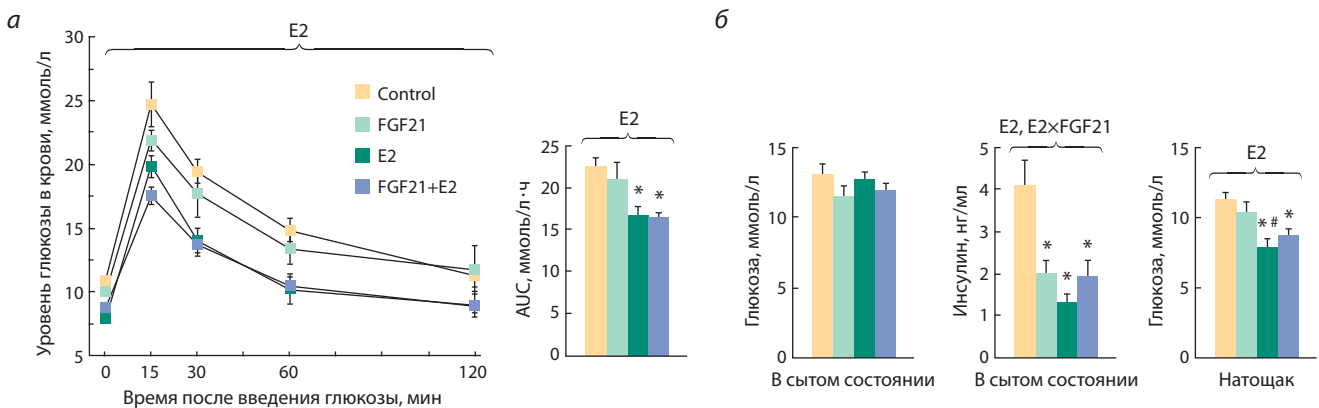 а
E2
30
25
20
15
10
5
0
15
30
60
120
Уровень глюкозы в крови, ммоль/л
Время после введения глюкозы, мин
Control
FGF21
E2
FGF21+E2
E2
25
20
15
10
5
0
AUC, ммоль/л·ч
*
*
б
15
10
5
0
Глюкоза, ммоль/л
В сытом состоянии
E2, E2×FGF21
5
4
3
2
1
0
Инсулин, нг/мл
*
*
*
В сытом состоянии
E2
15
10
5
0
Глюкоза, ммоль/л
* #
*
Натощак